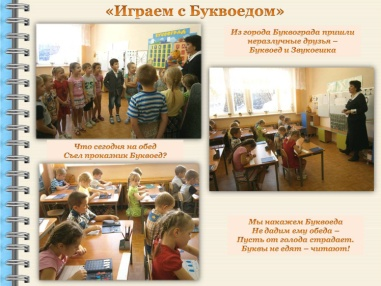 «Играем с Буквоедом»
Из города Буквограда пришли
неразлучные друзья –
Буквоед и Звукоешка
Что сегодня на обед
Съел проказник Буквоед?
Мы накажем Буквоеда
Не дадим ему обеда –
Пусть от голода страдает.
Буквы не едят – читают!